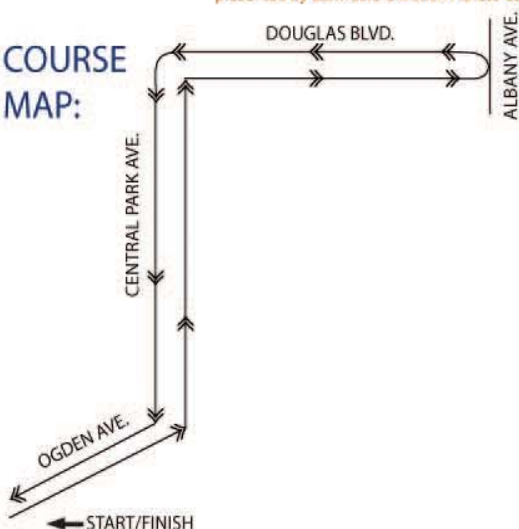 DOUGLAS BLVD.
ALBANY AVE.
COURSE
MAP:
CENTRAL PARK AVE.
OGDEN AVE.
START/FINISH